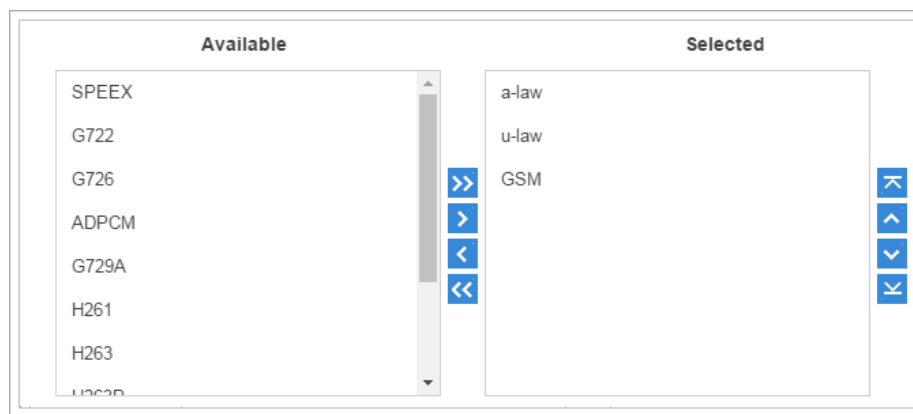 Available
Selected
SPEEX
G722
G726
ADPCM
G729A
H261
H263
a-law
u-law
GSM